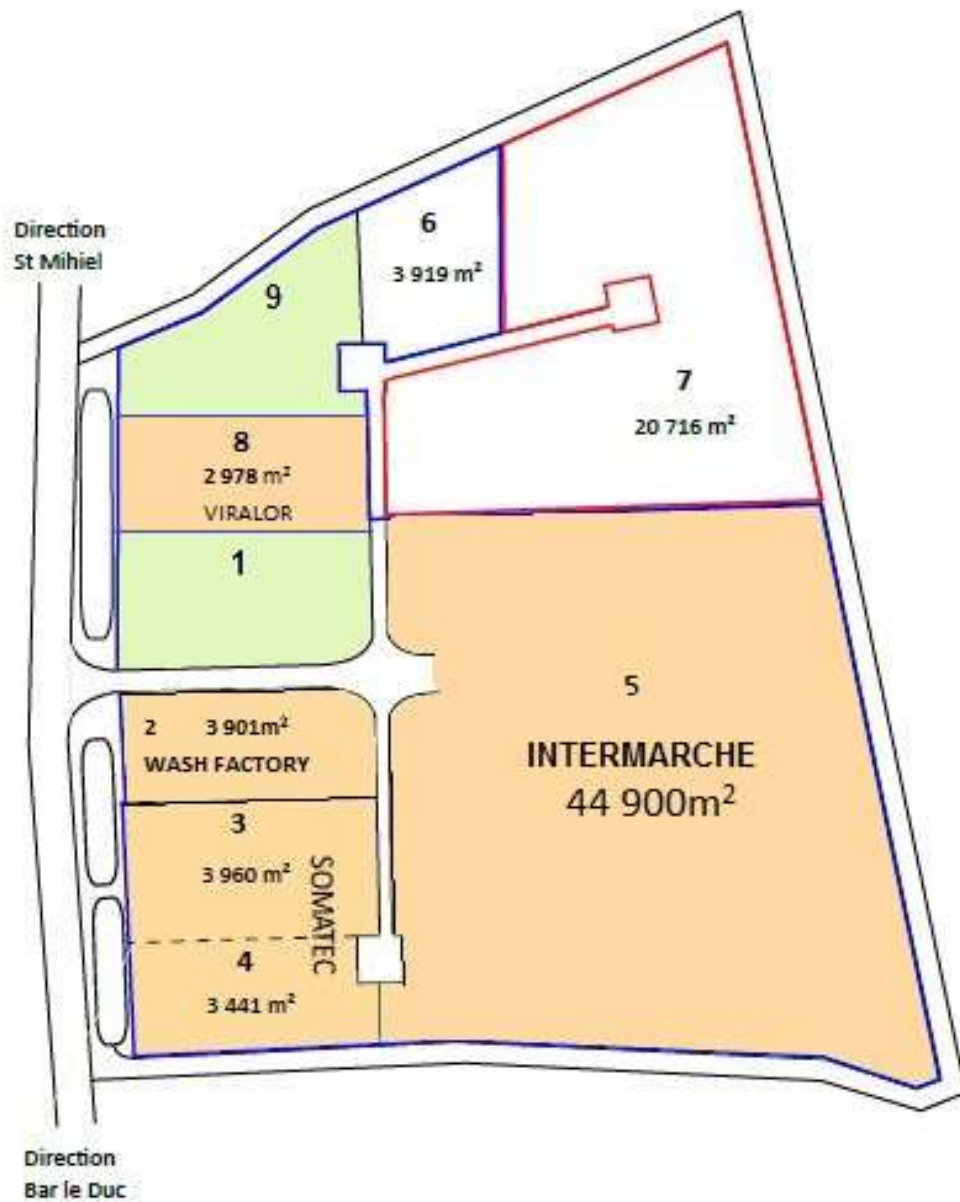 Direction
St Mihiel
6
3 919 m²
9
7
20 716 m²
8
2 978 m²
VIRALOR
1
5
INTERMARCHE
44 900m²
2 3 901m²
WASH FACTORY
3
3 960 m²
SOMATEC
4
3 441 m²
Direction
Bar le Duc